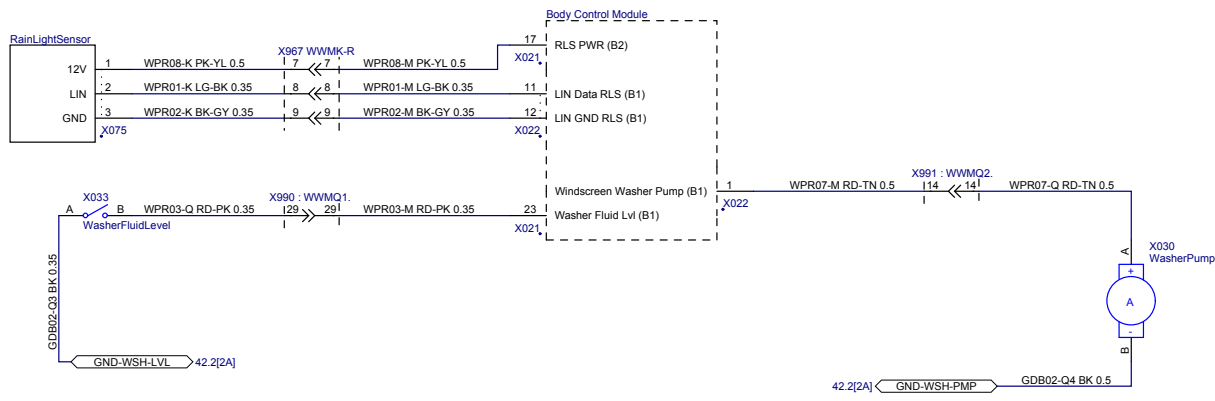 Body Control Module
RainLightSensor
17 RLS PWR (B2)
X967 WWMK-R
X021
12V 1 WPR08-K PK-YL 0.5 7 7 WPR08-M PK-YL 0.5
LIN 2 WPR01-K LG-BK 0.35 8 8 WPR01-M LG-BK 0.35 11 LIN Data RLS (B1)
GND 3 WPR02-K BK-GY 0.35 9 9 WPR02-M BK-GY 0.35 12 LIN GND RLS (B1)
X075
X022
X991 : WWMQ2.
Windscreen Washer Pump (B1) 1 WPR07-M RD-TN 0.5 14 14 WPR07-Q RD-TN 0.5
X033
X990 : WWMQ1.
X022
A B WPR03-Q RD-PK 0.35 29 29 WPR03-M RD-PK 0.35 23 Washer Fluid Lvl (B1)
WasherFluidLevel
X021
GDB02-Q3 BK 0.35
A
X030
WasherPump
+
A
-
B
GND-WSH-LVL 42.2[2A]
42.2[2A] GND-WSH-PMP GDB02-Q4 BK 0.5